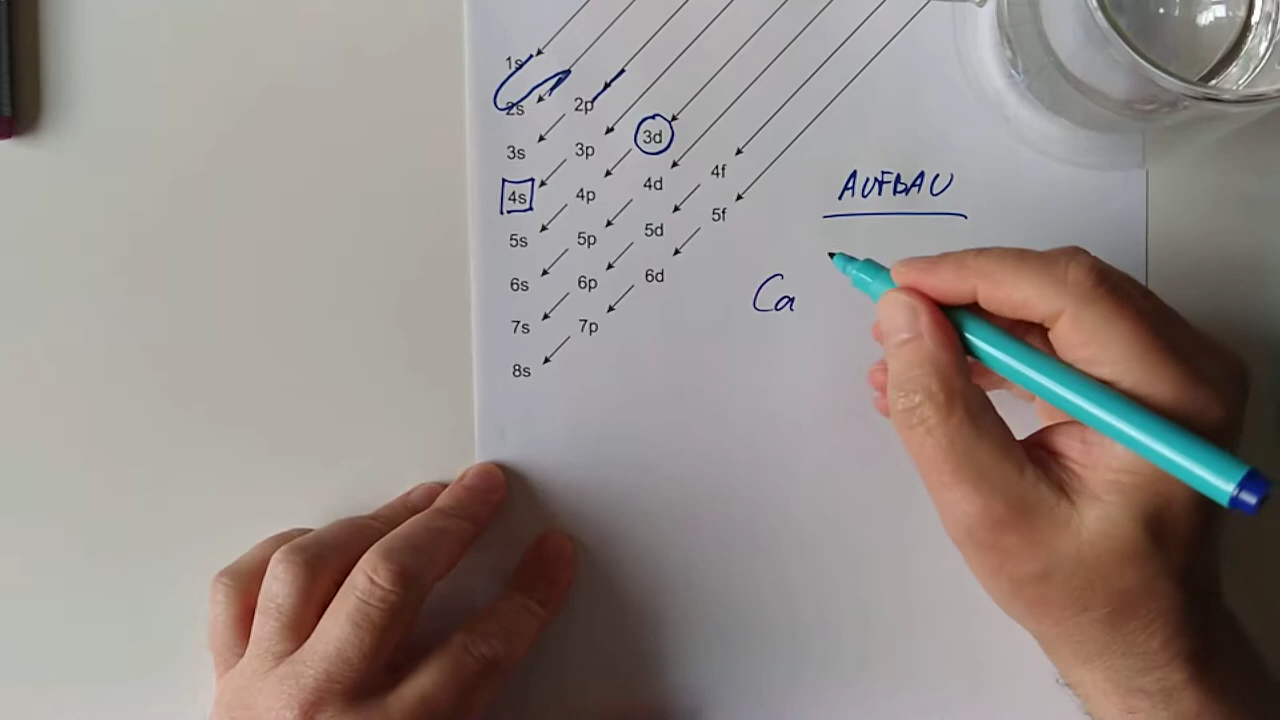 1s
2s 2p
3s 3p 3d
4s 4p 4d 4f
5s 5p 5d 5f
6s 6p 6d
7s 7p
8s
AUFBAU
Ca